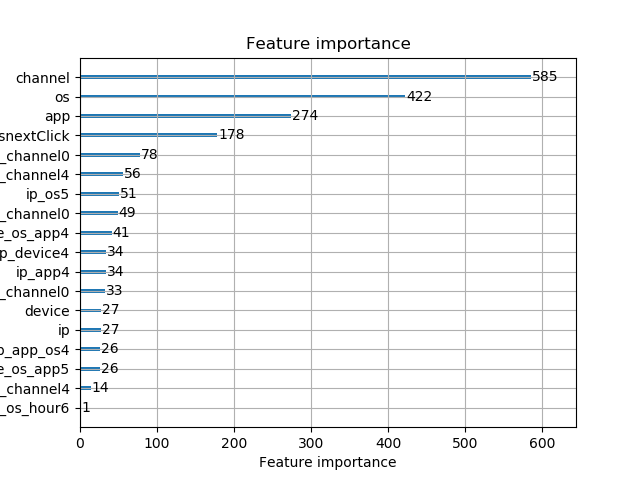 Feature importance
channel 585
os 422
app 274
snextClick 178
_channel0 78
_channel4 56
ip_os5 51
_channel0 49
e_os_app4 41
p_device4 34
ip_app4 34
_channel0 33
device 27
ip 27
p_app_os4 26
e_os_app5 26
_channel4 14
_os_hour6 1
0 100 200 300 400 500 600
Feature importance